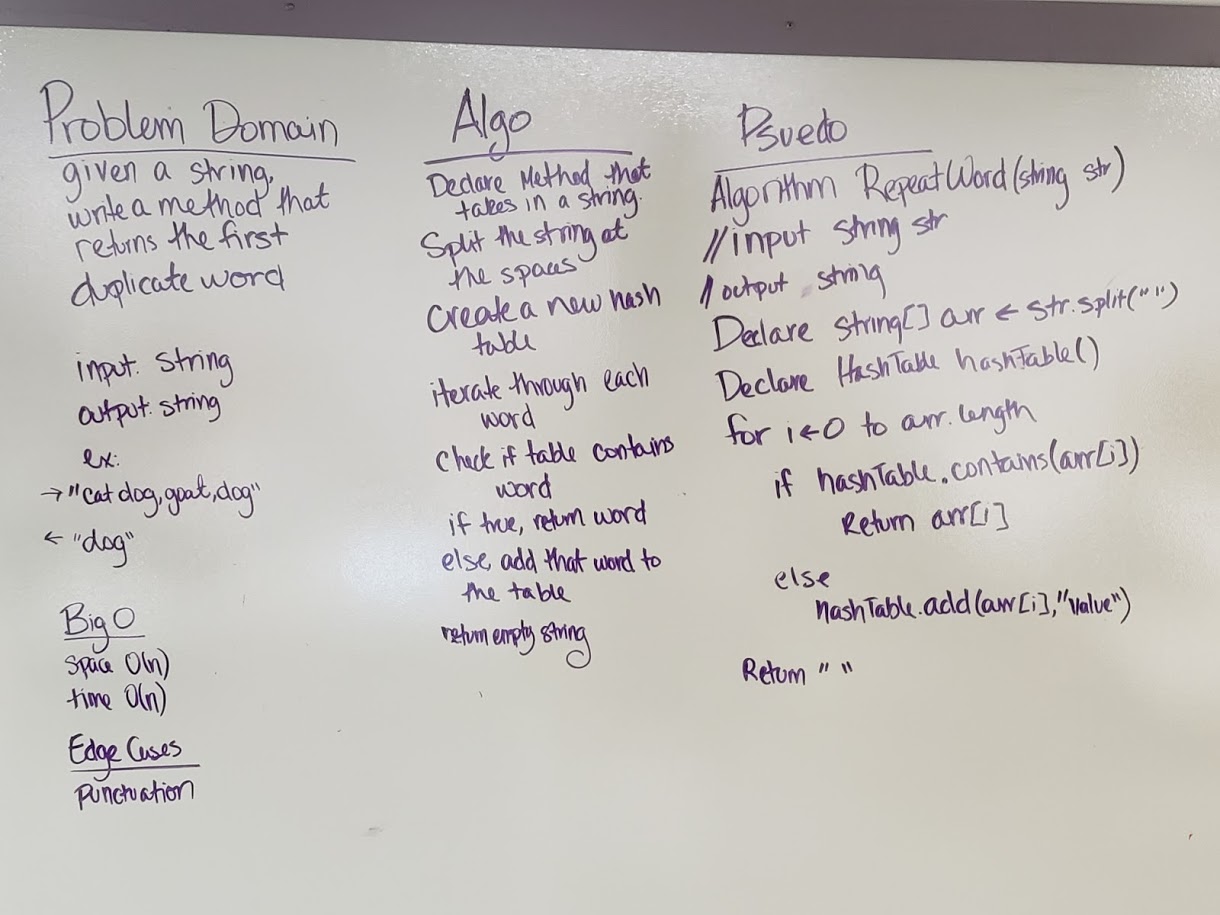 Problem Domain
given a string,
write a method that
returns the first
duplicate word
input: string
output: string
ex:
→ "cat dog, goat, dog"
← "dog"
Big O
space O(n)
time O(n)
Edge Cases
Punctuation
Algo
Declare Method that
takes in a string.
Split the string at
the spaces
Create a new hash
table
iterate through each
word
Check if table contains
word
if true, return word
else, add that word to
the table
return empty string
Psuedo
Algorithm RepeatWord(string str)
//input string str
//output string
Declare string[] arr ← str.split(" ")
Declare HashTable hashTable()
for i ← 0 to arr.length
if hashTable.contains(arr[i])
Return arr[i]
else
hashTable.add(arr[i],"value")
Return " "